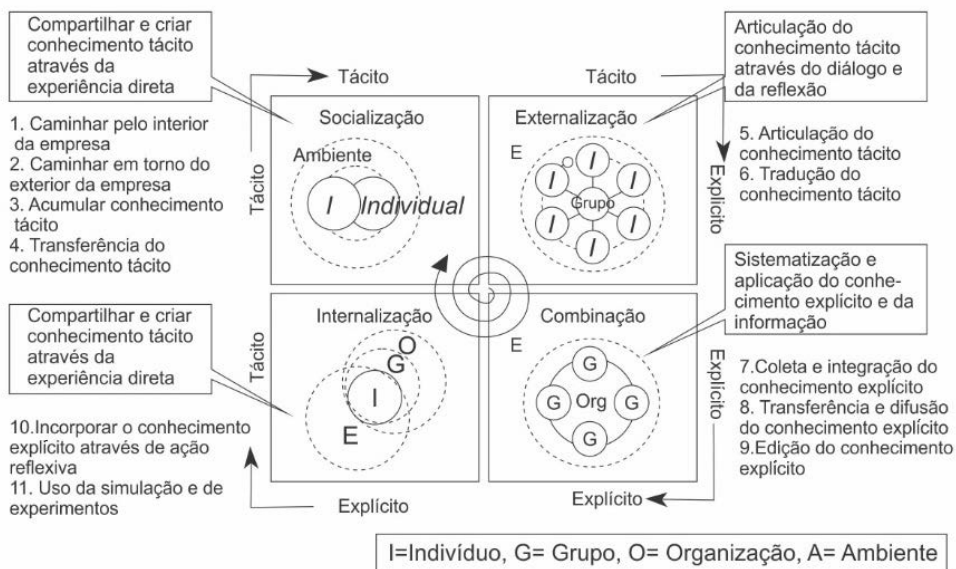 Compartilhar e criar
conhecimento tácito
através da
experiência direta
1. Caminhar pelo interior
da empresa
2. Caminhar em torno do
exterior da empresa
3. Acumular conhecimento
tácito
4. Transferência do
conhecimento tácito
Tácito
Tácito
Socialização
Ambiente
I
Individual
Tácito
Externalização
E
I
I
I
Grupo
I
I
I
Articulação do
conhecimento tácito
através do diálogo e
da reflexão
Explícito
5. Articulação do
conhecimento tácito
6. Tradução do
conhecimento tácito
Compartilhar e criar
conhecimento tácito
através da
experiência direta
10.Incorporar o conhecimento
explícito através de ação
reflexiva
11. Uso da simulação e de
experimentos
Tácito
Internalização
O
G
I
E
Explícito
Combinação
E
G
G
Org
G
G
Explícito
Sistematização e
aplicação do conhe-
cimento explícito e da
informação
Explícito
7.Coleta e integração do
conhecimento explícito
8. Transferência e difusão
do conhecimento explícito
9.Edição do conhecimento
explícito
I=Indivíduo, G= Grupo, O= Organização, A= Ambiente